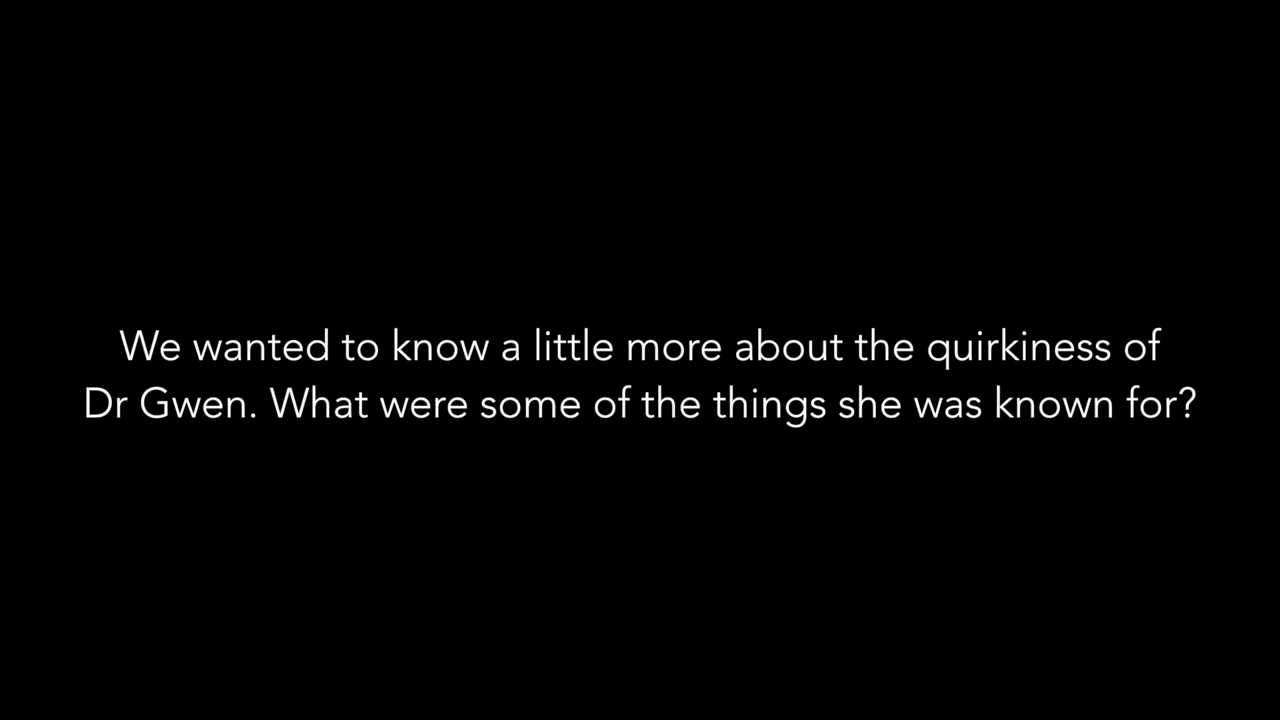 We wanted to know a little more about the quirkiness of
Dr Gwen. What were some of the things she was known for?